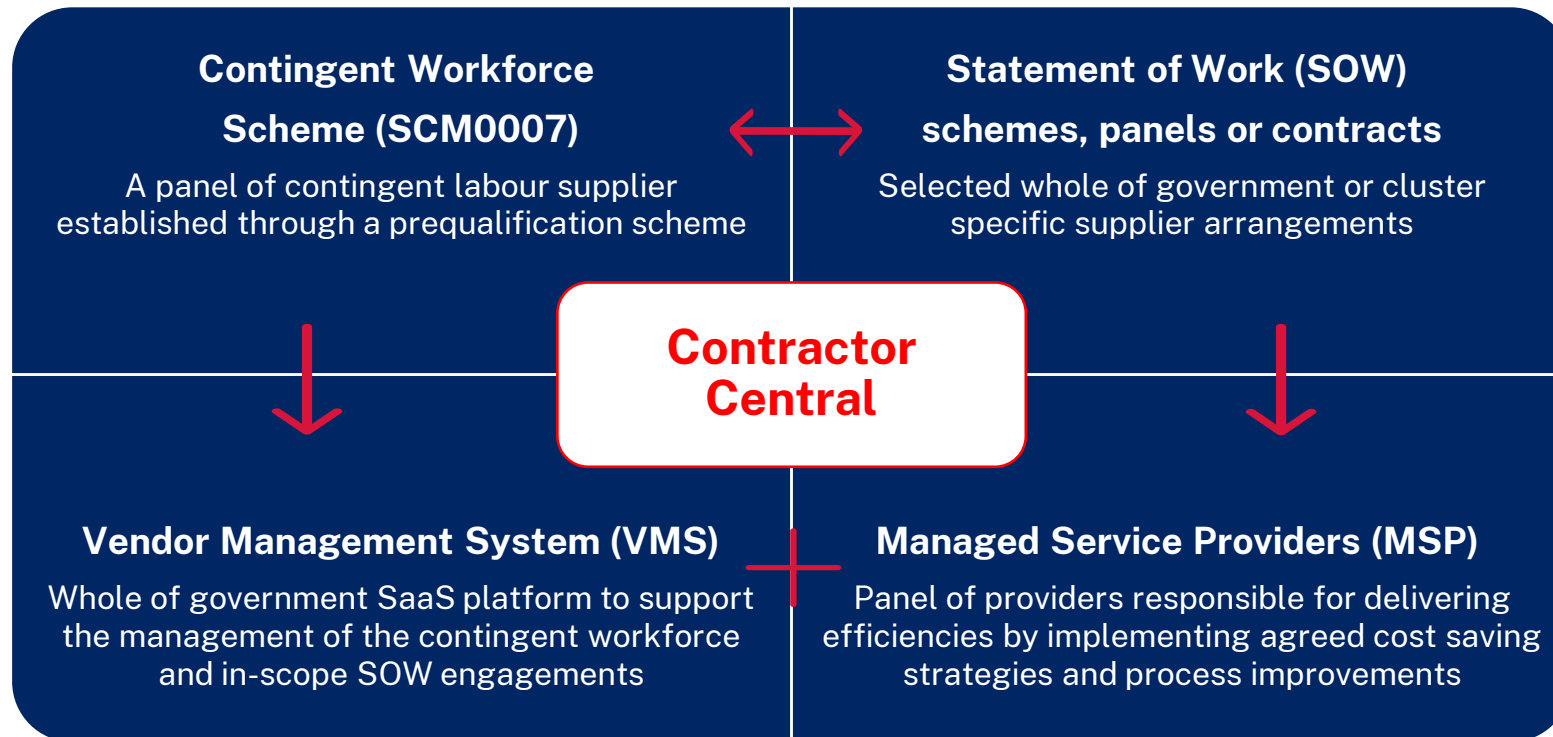 Contingent Workforce
Scheme (SCM0007)
A panel of contingent labour supplier
established through a prequalification scheme
Statement of Work (SOW)
schemes, panels or contracts
Selected whole of government or cluster
specific supplier arrangements
Contractor
Central
Vendor Management System (VMS)
Whole of government SaaS platform to support
the management of the contingent workforce
and in-scope SOW engagements
Managed Service Providers (MSP)
Panel of providers responsible for delivering
efficiencies by implementing agreed cost saving
strategies and process improvements